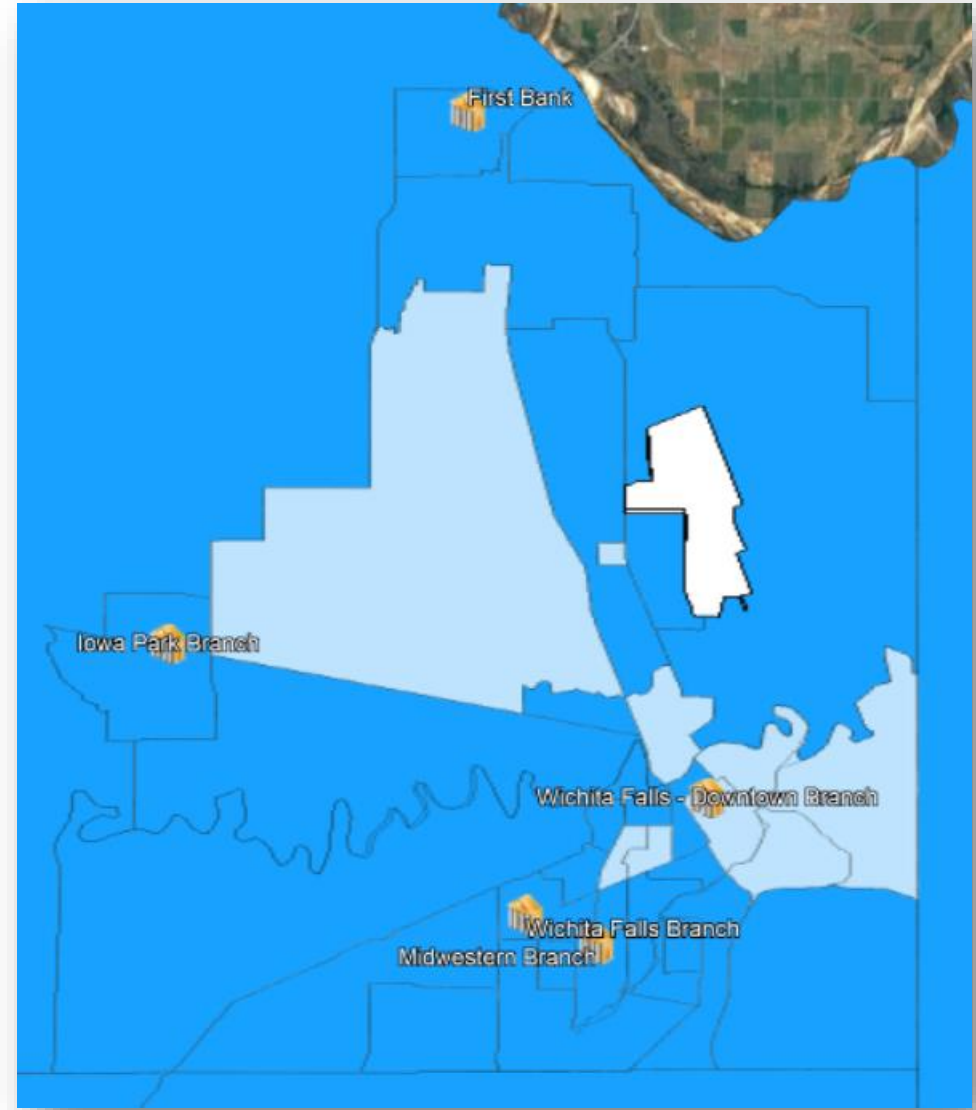 First Bank
Iowa Park Branch
Wichita Falls - Downtown Branch
Wichita Falls Branch
Midwestern Branch